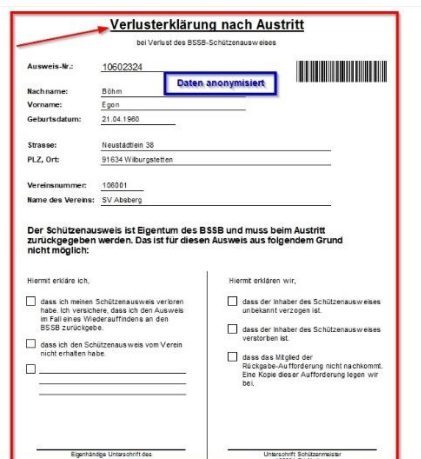 Verlusterklärung nach Austritt
bei Verlust des BSSB-Schützenausweises
Ausweis-Nr.: 10602324
Daten anonymisiert
Nachname: Böhm
Vorname: Egon
Geburtsdatum: 21.04.1960
Strasse: Neustädtlein 38
PLZ, Ort: 91634 Wilburgstetten
Vereinsnummer: 106001
Name des Vereins: SV Absberg
Der Schützenausweis ist Eigentum des BSSB und muss beim Austritt
zurückgegeben werden. Das ist für diesen Ausweis aus folgendem Grund
nicht möglich:
Hiermit erkläre ich,
dass ich meinen Schützenausweis verloren
habe. Ich versichere, dass ich den Ausweis
im Fall eines Wiederauffindens an den
BSSB zurückgebe.
dass ich den Schützenausweis vom Verein
nicht erhalten habe.
Hiermit erklären wir,
dass der Inhaber des Schützenausweises
unbekannt verzogen ist.
dass der Inhaber des Schützenausweises
verstorben ist.
dass das Mitglied der
Rückgabe-Aufforderung nicht nachkommt.
Eine Kopie dieser Aufforderung legen wir
bei.
Eigenhändige Unterschrift des
Unterschrift Schützenmeister